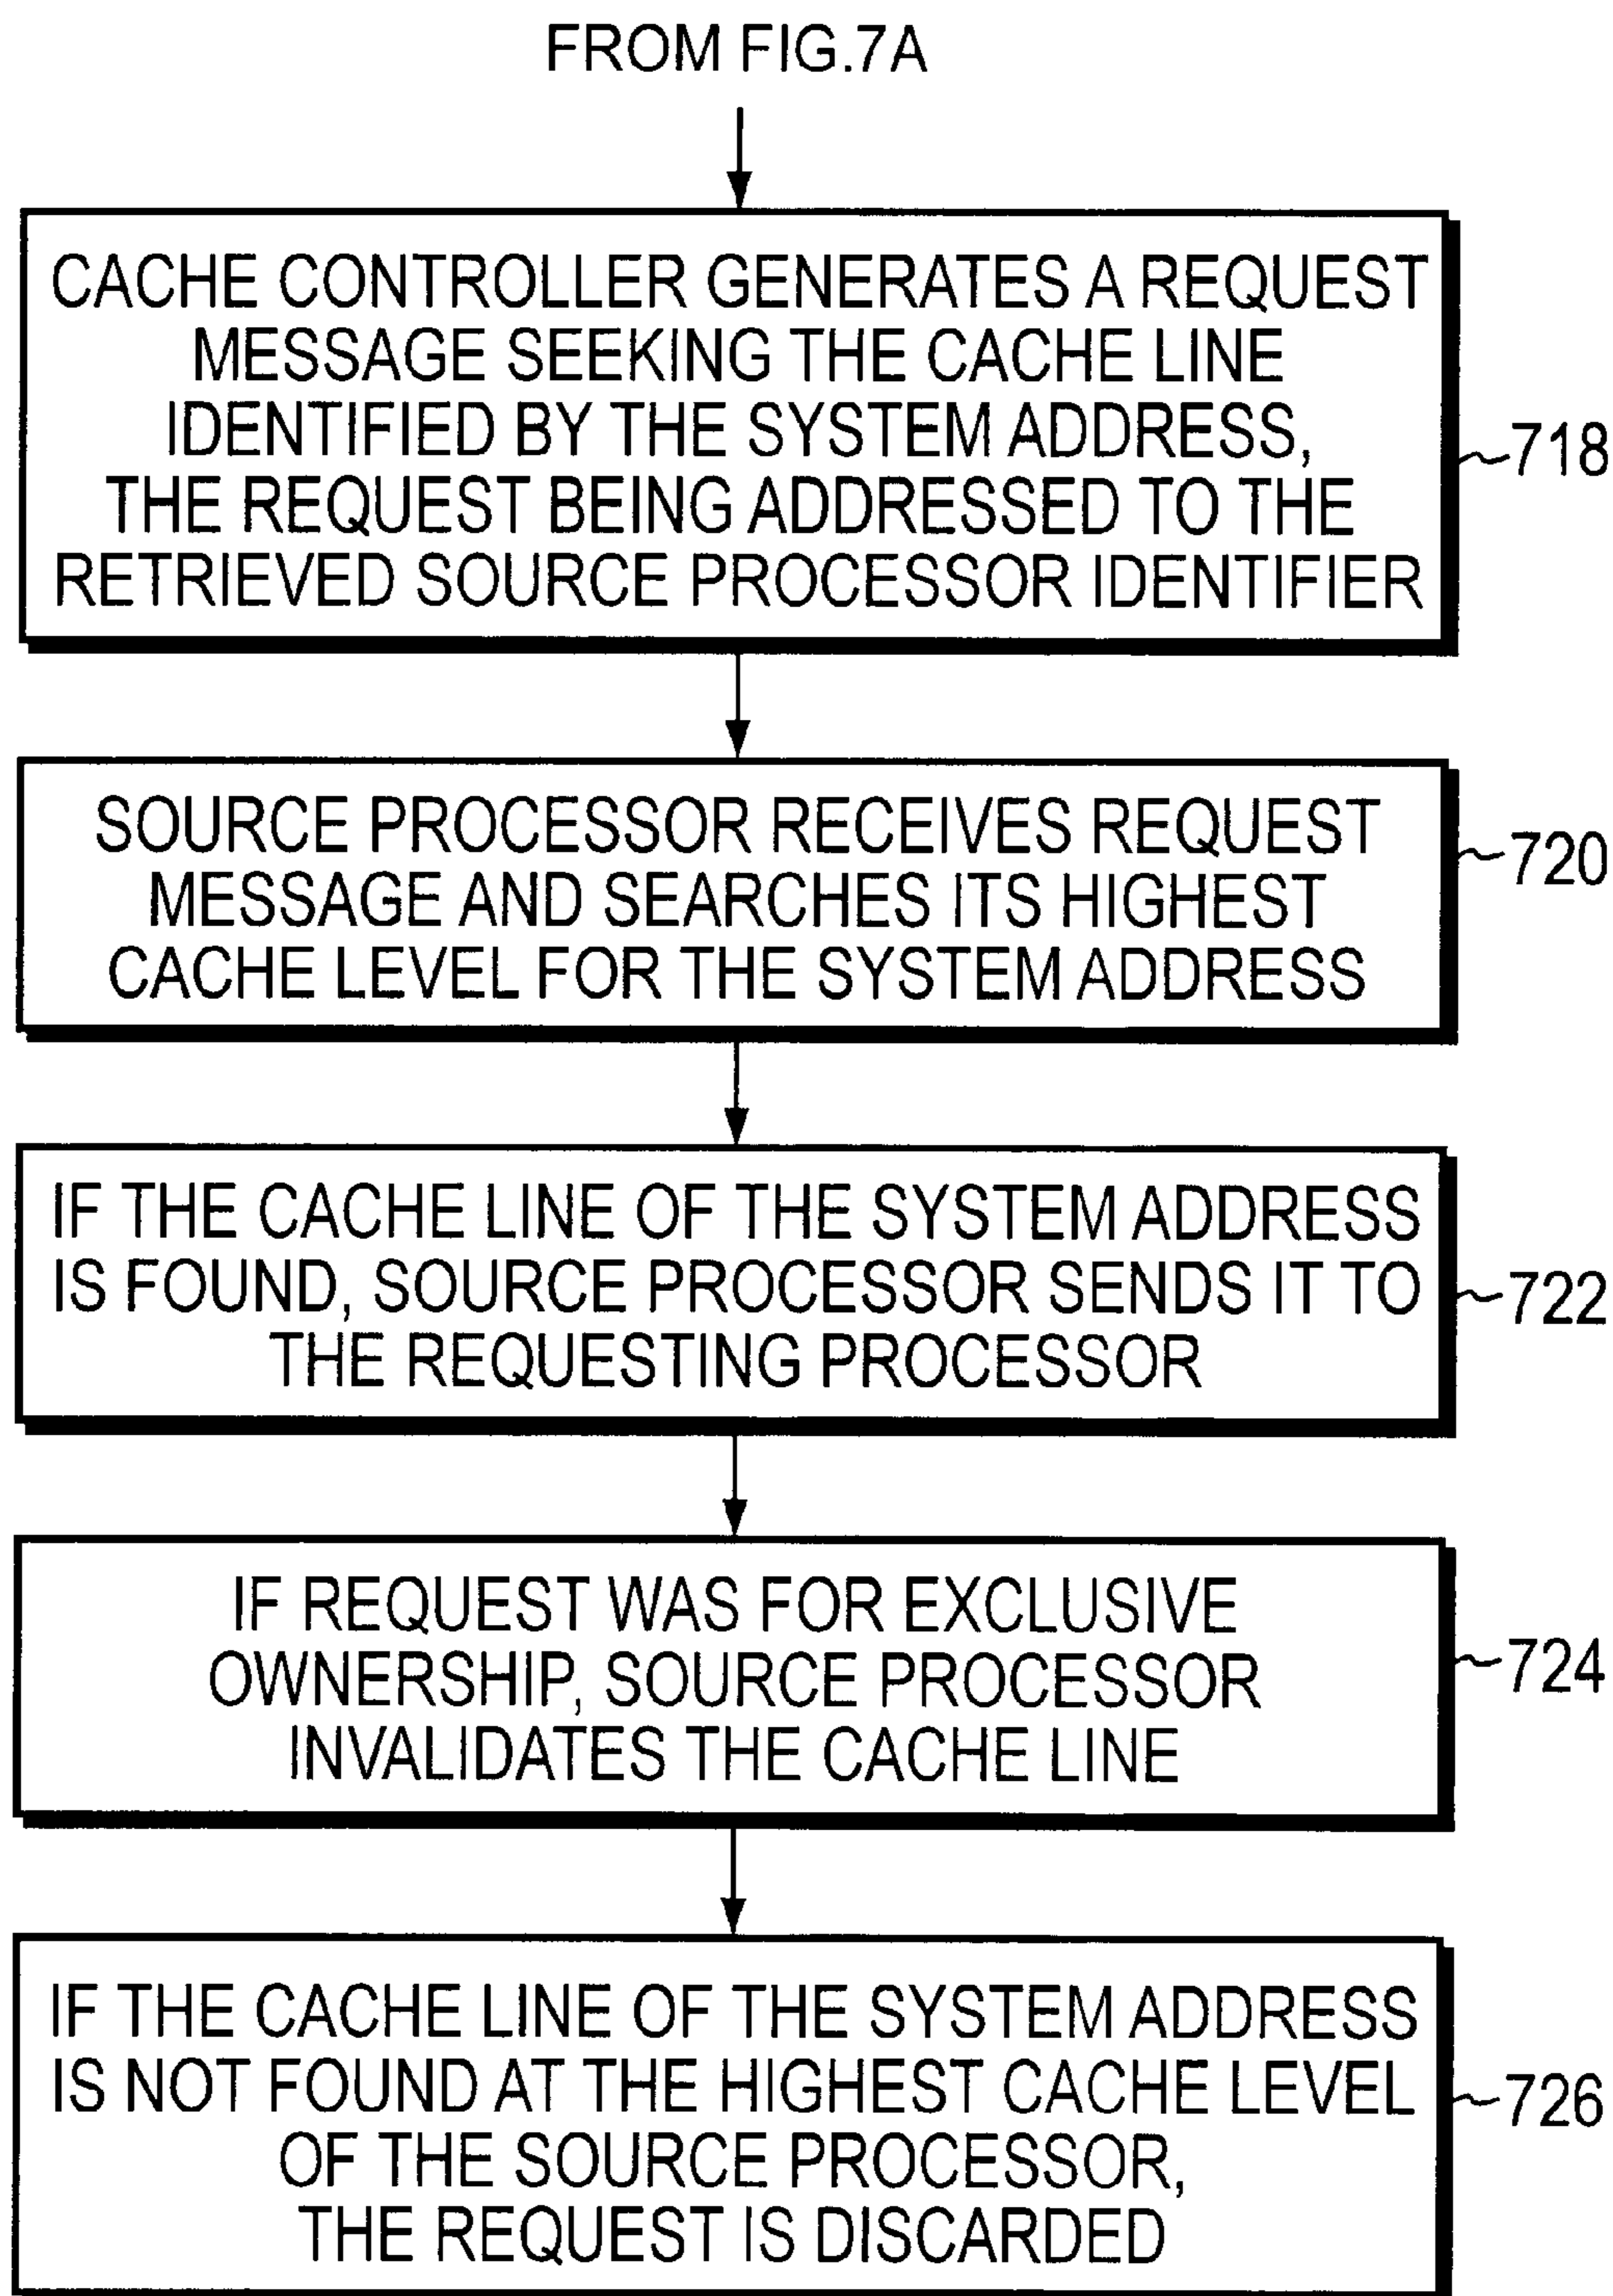 FROM FIG.7A
CACHE CONTROLLER GENERATES A REQUEST
MESSAGE SEEKING THE CACHE LINE
IDENTIFIED BY THE SYSTEM ADDRESS,
THE REQUEST BEING ADDRESSED TO THE
RETRIEVED SOURCE PROCESSOR IDENTIFIER
718
SOURCE PROCESSOR RECEIVES REQUEST
MESSAGE AND SEARCHES ITS HIGHEST
CACHE LEVEL FOR THE SYSTEM ADDRESS
720
IF THE CACHE LINE OF THE SYSTEM ADDRESS
IS FOUND, SOURCE PROCESSOR SENDS IT TO
THE REQUESTING PROCESSOR
722
IF REQUEST WAS FOR EXCLUSIVE
OWNERSHIP, SOURCE PROCESSOR
INVALIDATES THE CACHE LINE
724
IF THE CACHE LINE OF THE SYSTEM ADDRESS
IS NOT FOUND AT THE HIGHEST CACHE LEVEL
OF THE SOURCE PROCESSOR,
THE REQUEST IS DISCARDED
726